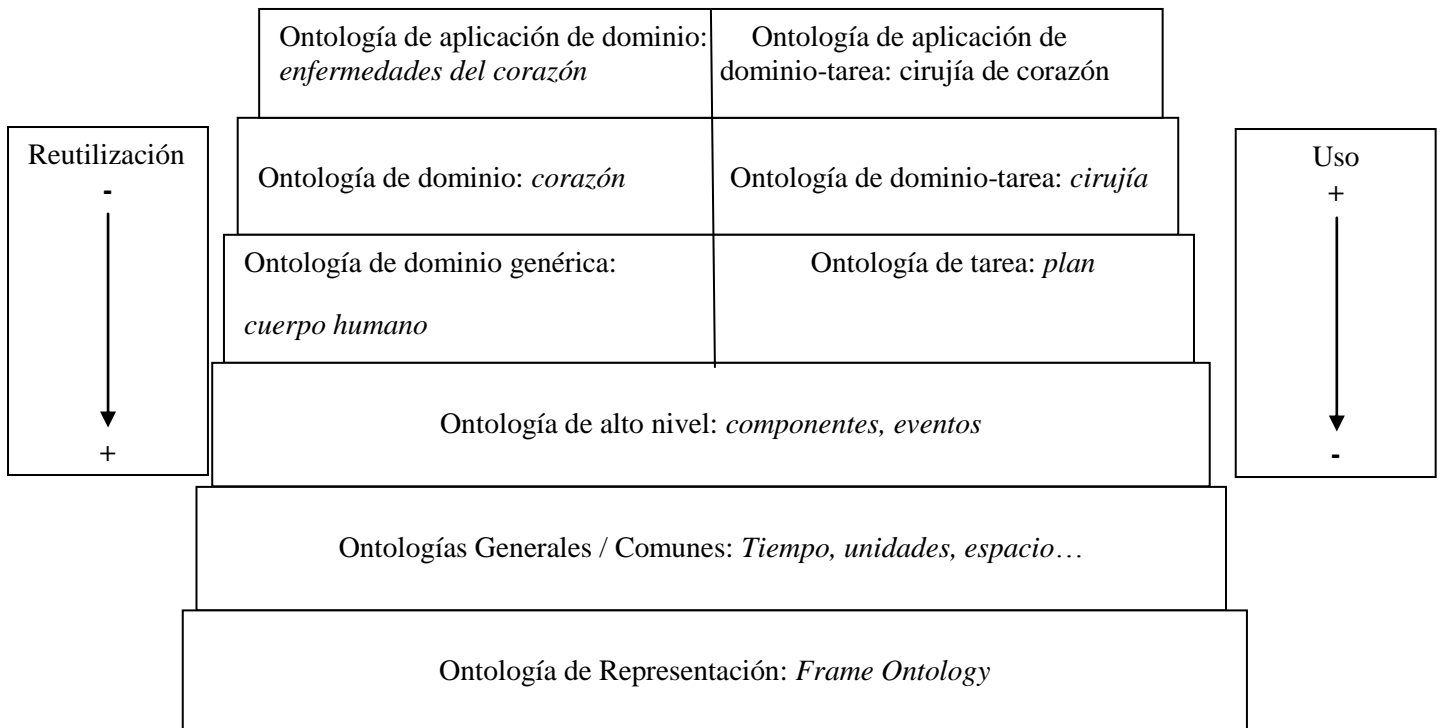 Ontología de aplicación de dominio:
enfermedades del corazón
Ontología de aplicación de
dominio-tarea: cirujía de corazón
Reutilización
-
+
Ontología de dominio: corazón
Ontología de dominio-tarea: cirujía
Uso
+
-
Ontología de dominio genérica:
cuerpo humano
Ontología de tarea: plan
Ontología de alto nivel: componentes, eventos
Ontologías Generales / Comunes: Tiempo, unidades, espacio…
Ontología de Representación: Frame Ontology